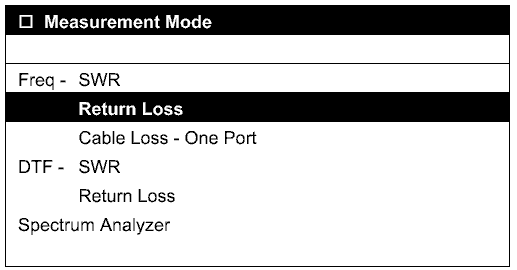 Measurement Mode
Freq - SWR
Return Loss
Cable Loss - One Port
DTF - SWR
Return Loss
Spectrum Analyzer